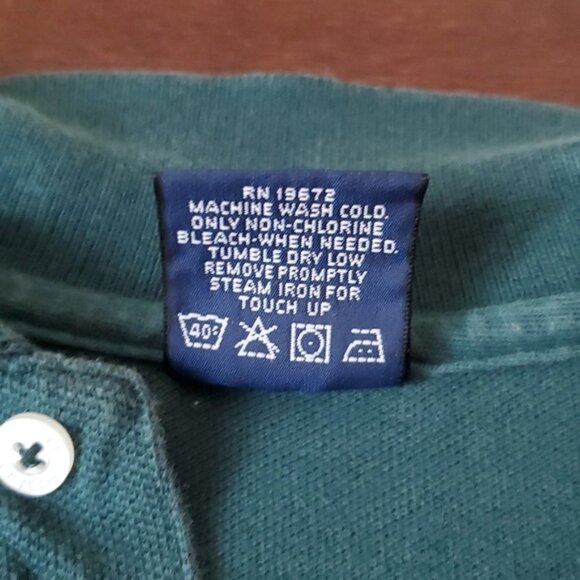 RN 19672
MACHINE WASH COLD.
ONLY NON-CHLORINE
BLEACH-WHEN NEEDED.
TUMBLE DRY LOW
REMOVE PROMPTLY
STEAM IRON FOR
TOUCH UP
40°